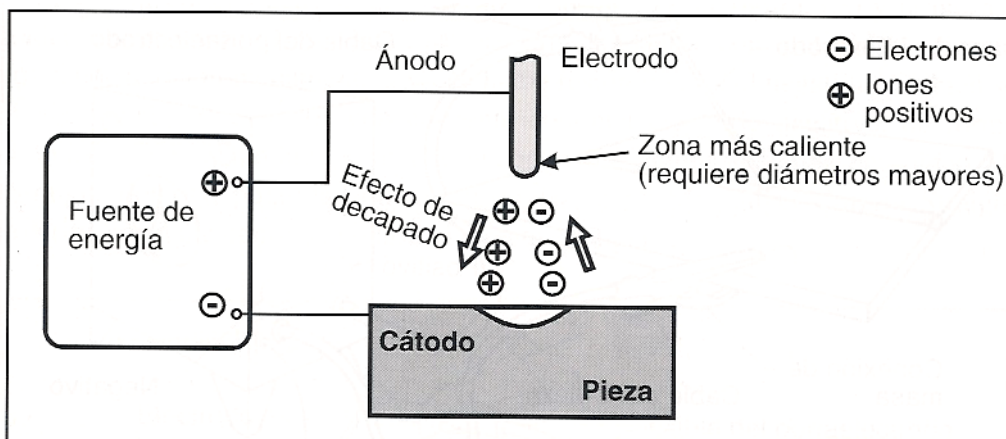 Ánodo
Electrodo
⊖ Electrones
⊕ Iones
positivos
Zona más caliente
(requiere diámetros mayores)
Efecto de
decapado
⊕
Fuente de
energía
⊖
⊕ ⊖
⊕ ⊖
⊕ ⊖
Cátodo
Pieza